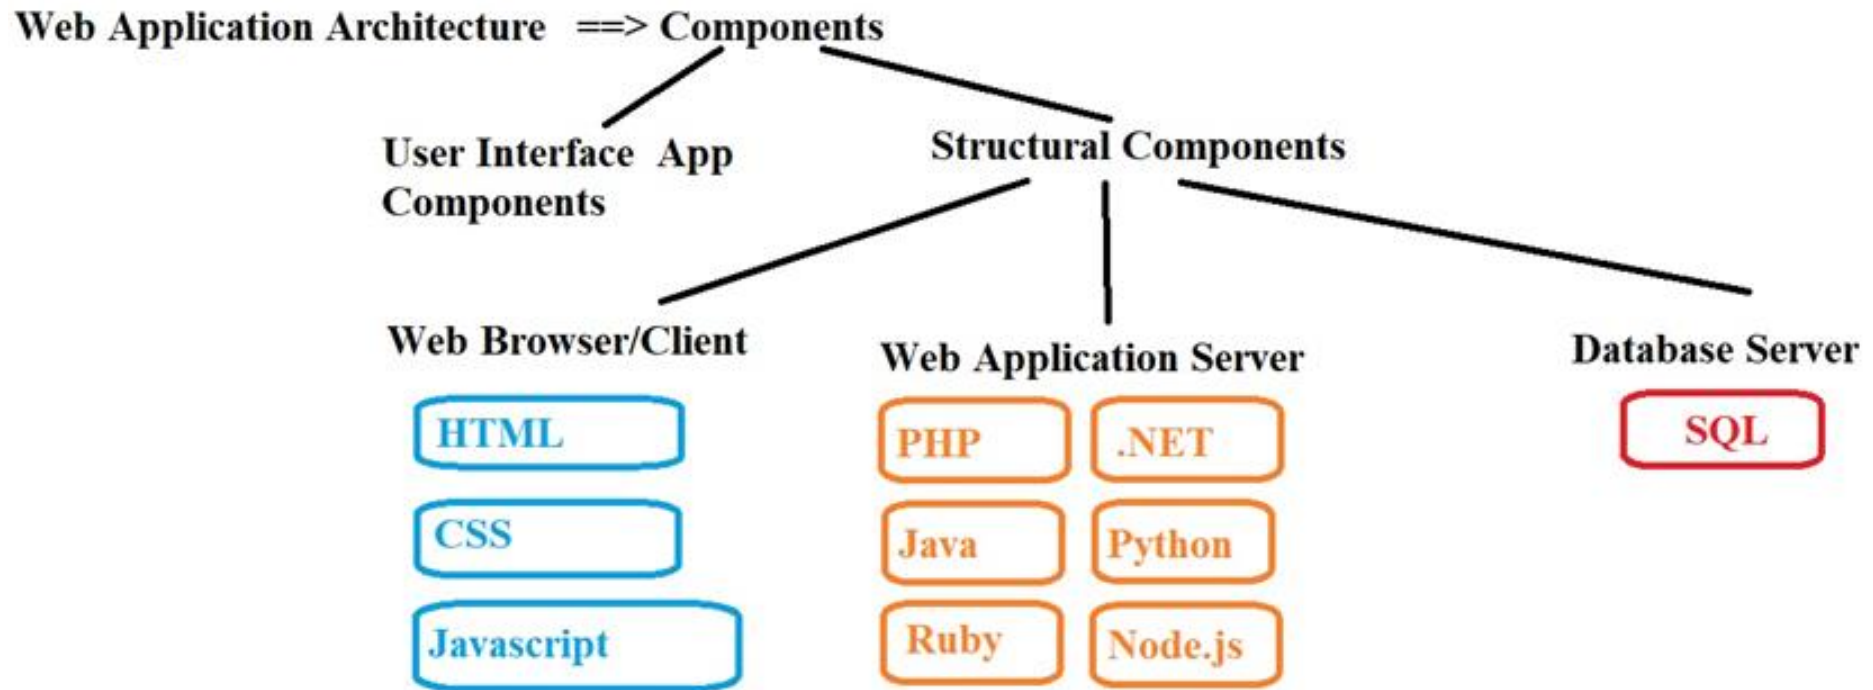 Web Application Architecture ==> Components
User Interface App
Components
Structural Components
Web Browser/Client
HTML
CSS
Javascript
Web Application Server
PHP
.NET
Java
Python
Ruby
Node.js
Database Server
SQL